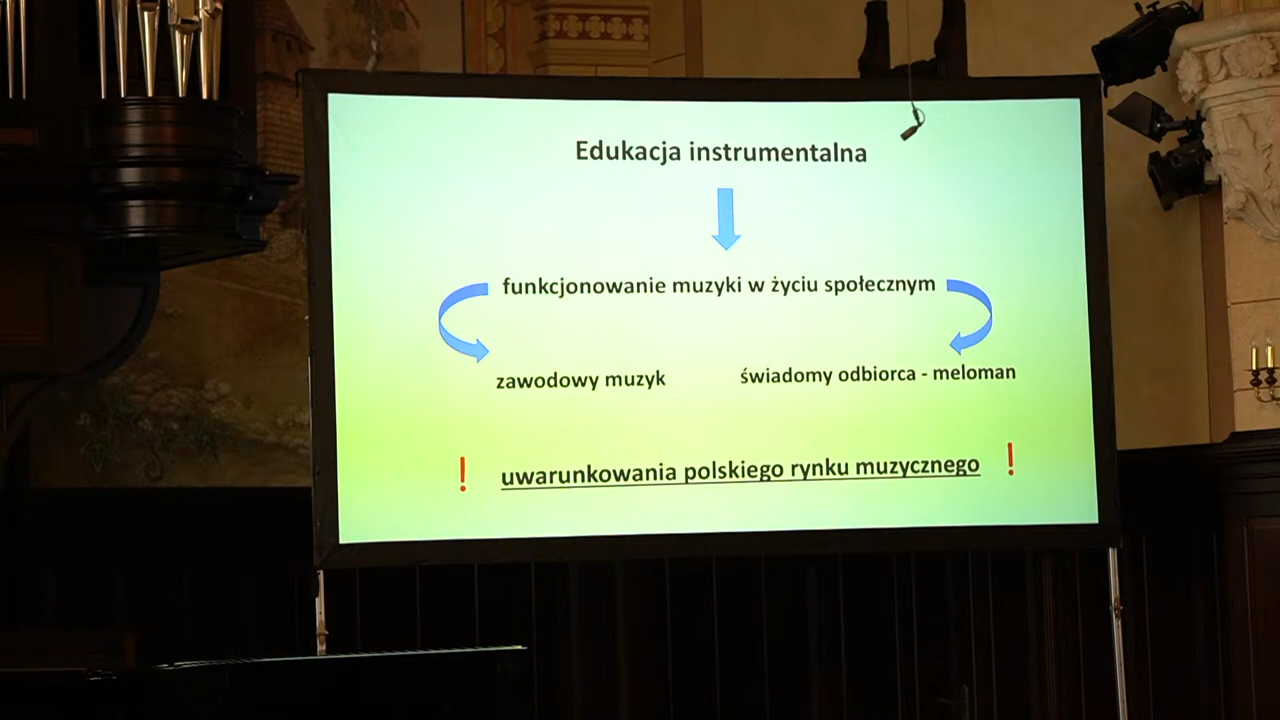 Edukacja instrumentalna
funkcjonowanie muzyki w życiu społecznym
zawodowy muzyk
świadomy odbiorca - meloman
! uwarunkowania polskiego rynku muzycznego !